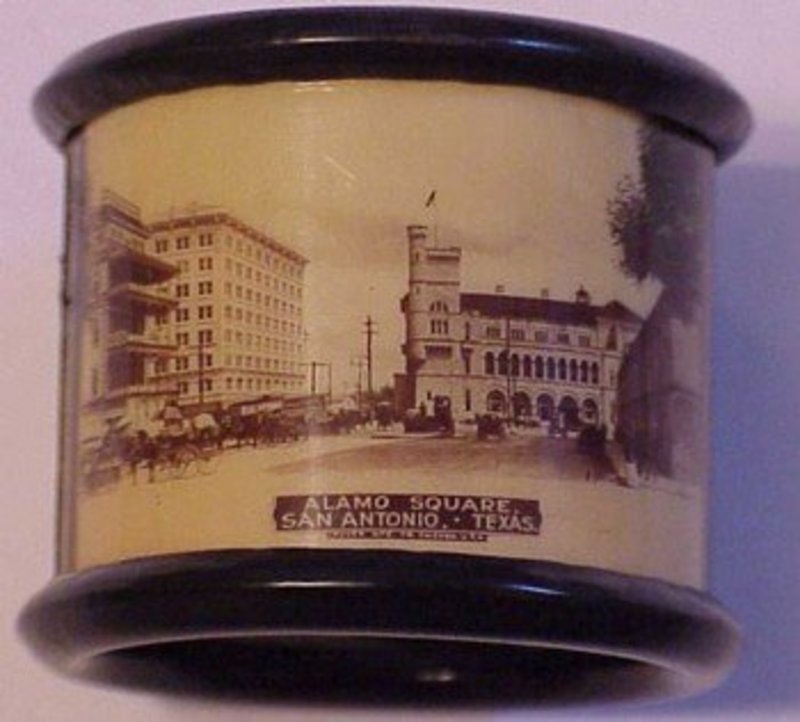 ALAMO SQUARE,
SAN ANTONIO. · TEXAS.